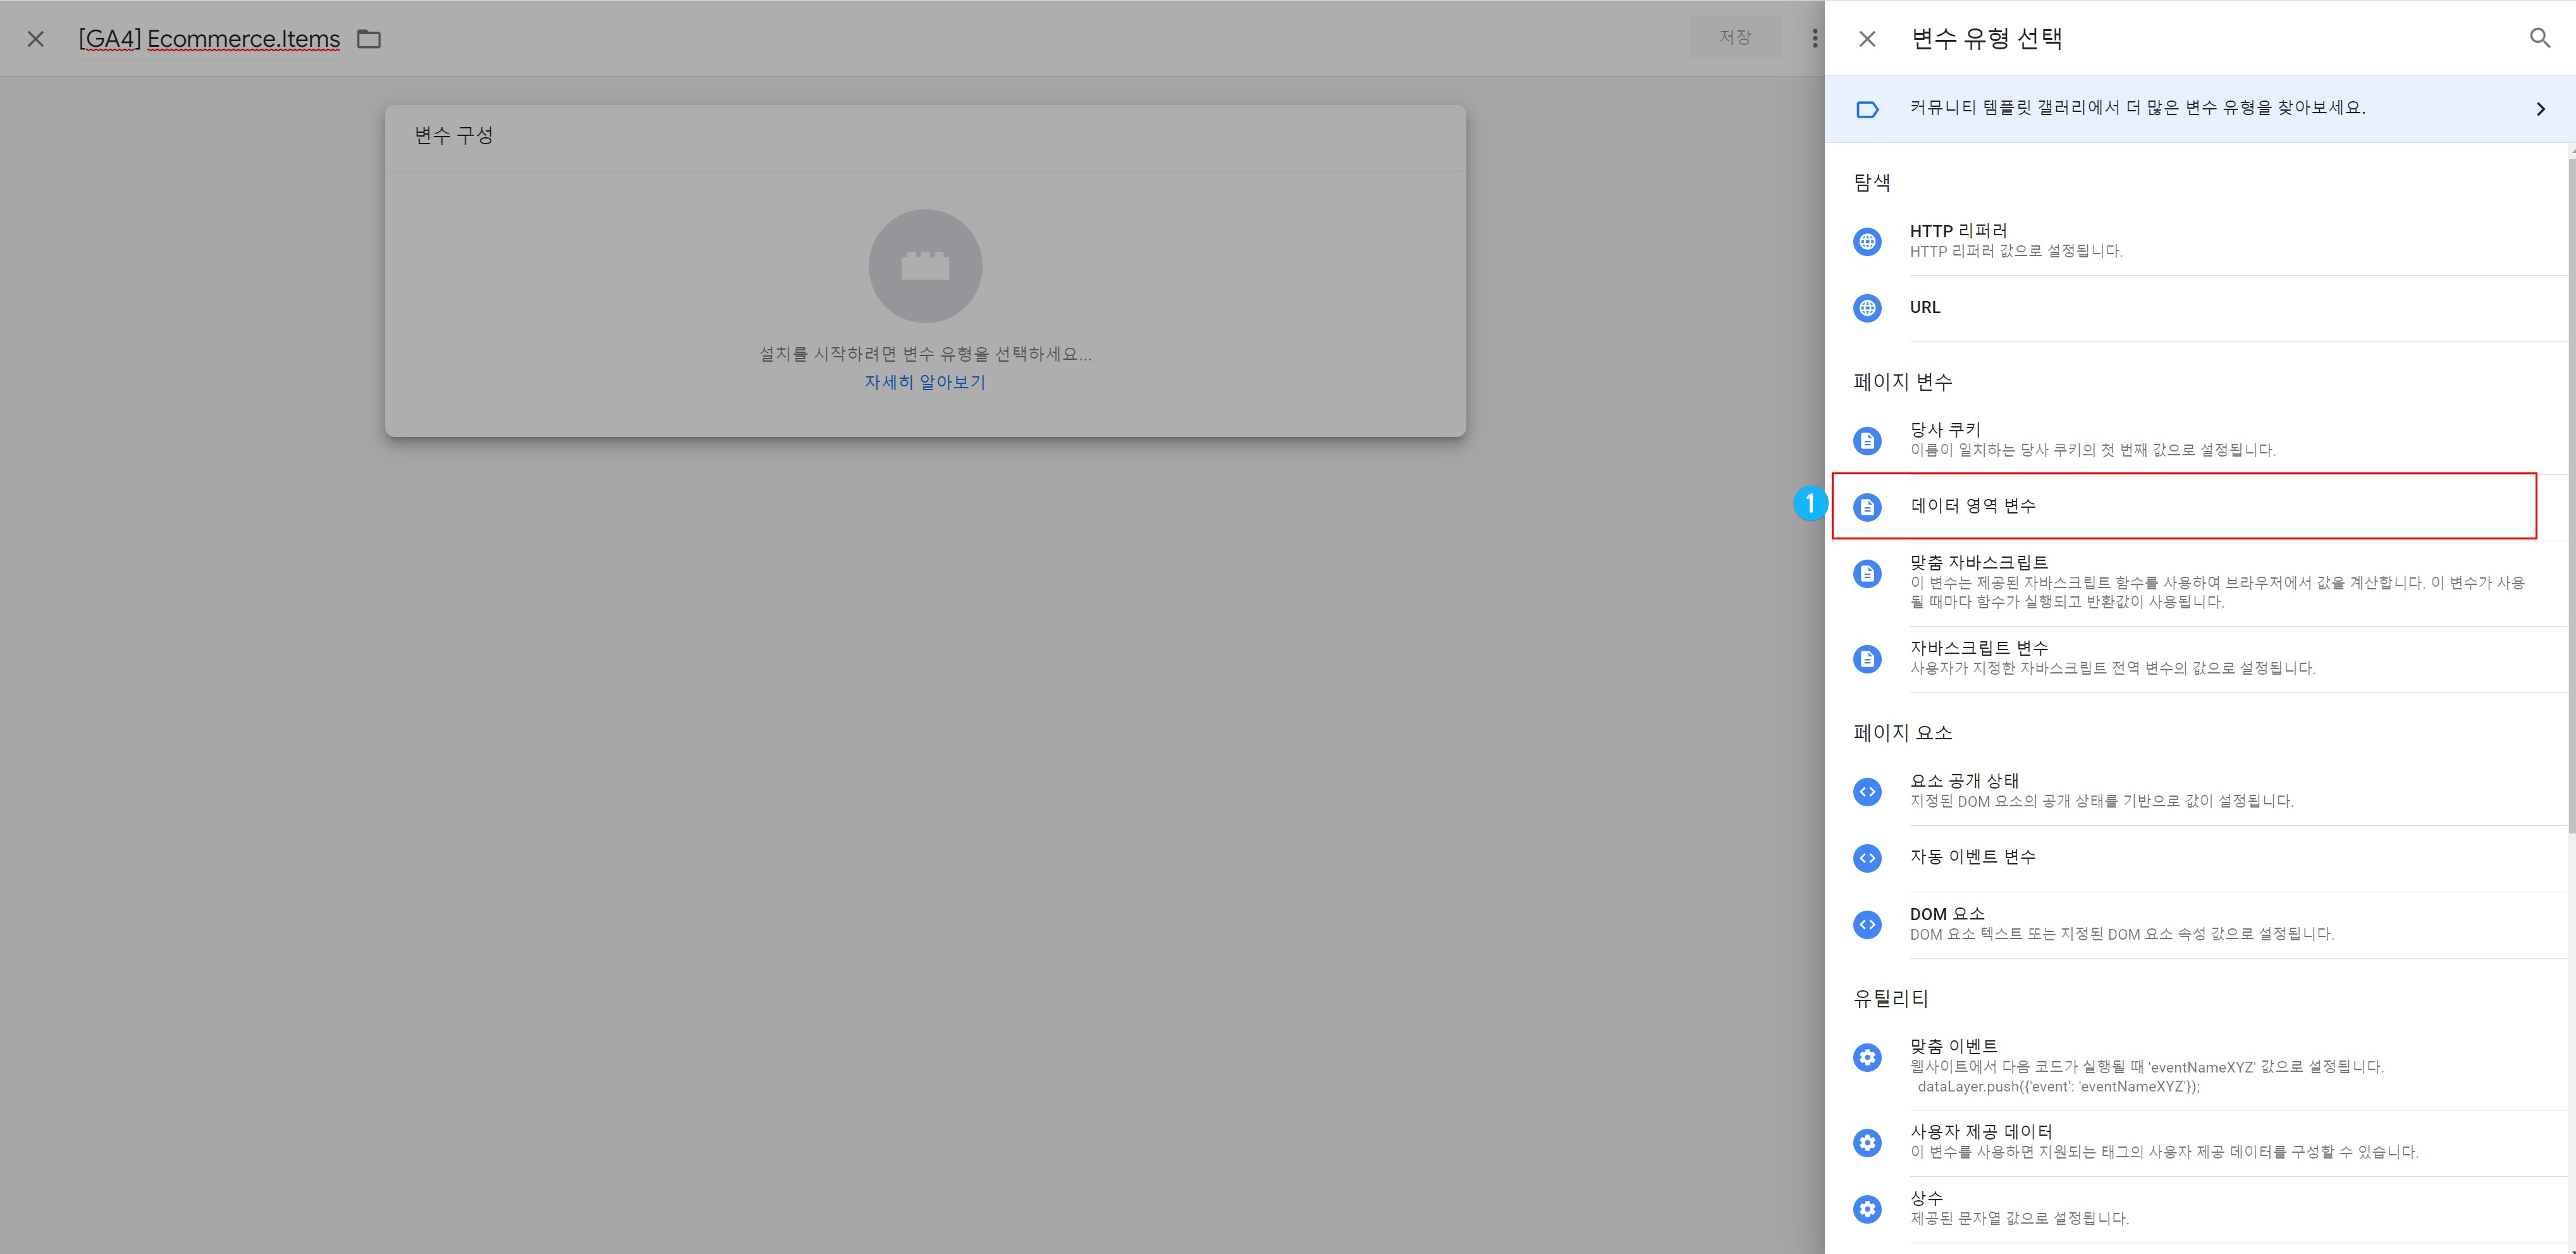 [GA4] Ecommerce.Items
저장
변수 구성
설치를 시작하려면 변수 유형을 선택하세요...
자세히 알아보기
변수 유형 선택
커뮤니티 템플릿 갤러리에서 더 많은 변수 유형을 찾아보세요.
탐색
HTTP 리퍼러
HTTP 리퍼러 값으로 설정됩니다.
URL
페이지 변수
당사 쿠키
이름이 일치하는 당사 쿠키의 첫 번째 값으로 설정됩니다.
1
데이터 영역 변수
맞춤 자바스크립트
이 변수는 제공된 자바스크립트 함수를 사용하여 브라우저에서 값을 계산합니다. 이 변수가 사용
될 때마다 함수가 실행되고 반환값이 사용됩니다.
자바스크립트 변수
사용자가 지정한 자바스크립트 전역 변수의 값으로 설정됩니다.
페이지 요소
요소 공개 상태
지정된 DOM 요소의 공개 상태를 기반으로 값이 설정됩니다.
자동 이벤트 변수
DOM 요소
DOM 요소 텍스트 또는 지정된 DOM 요소 속성 값으로 설정됩니다.
유틸리티
맞춤 이벤트
웹사이트에서 다음 코드가 실행될 때 'eventNameXYZ' 값으로 설정됩니다.
dataLayer.push({'event': 'eventNameXYZ'});
사용자 제공 데이터
이 변수를 사용하면 지원되는 태그의 사용자 제공 데이터를 구성할 수 있습니다.
상수
제공된 문자열 값으로 설정됩니다.